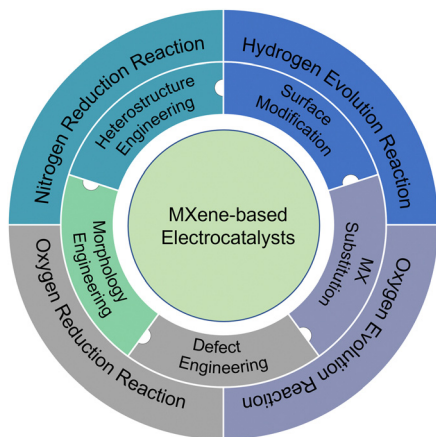 Nitrogen Reduction Reaction
Hydrogen Evolution Reaction
Oxygen Evolution Reaction
Oxygen Reduction Reaction
Heterostructure
Engineering
Surface
Modification
MX
Substitution
Defect
Engineering
Morphology
Engineering
MXene-based
Electrocatalysts